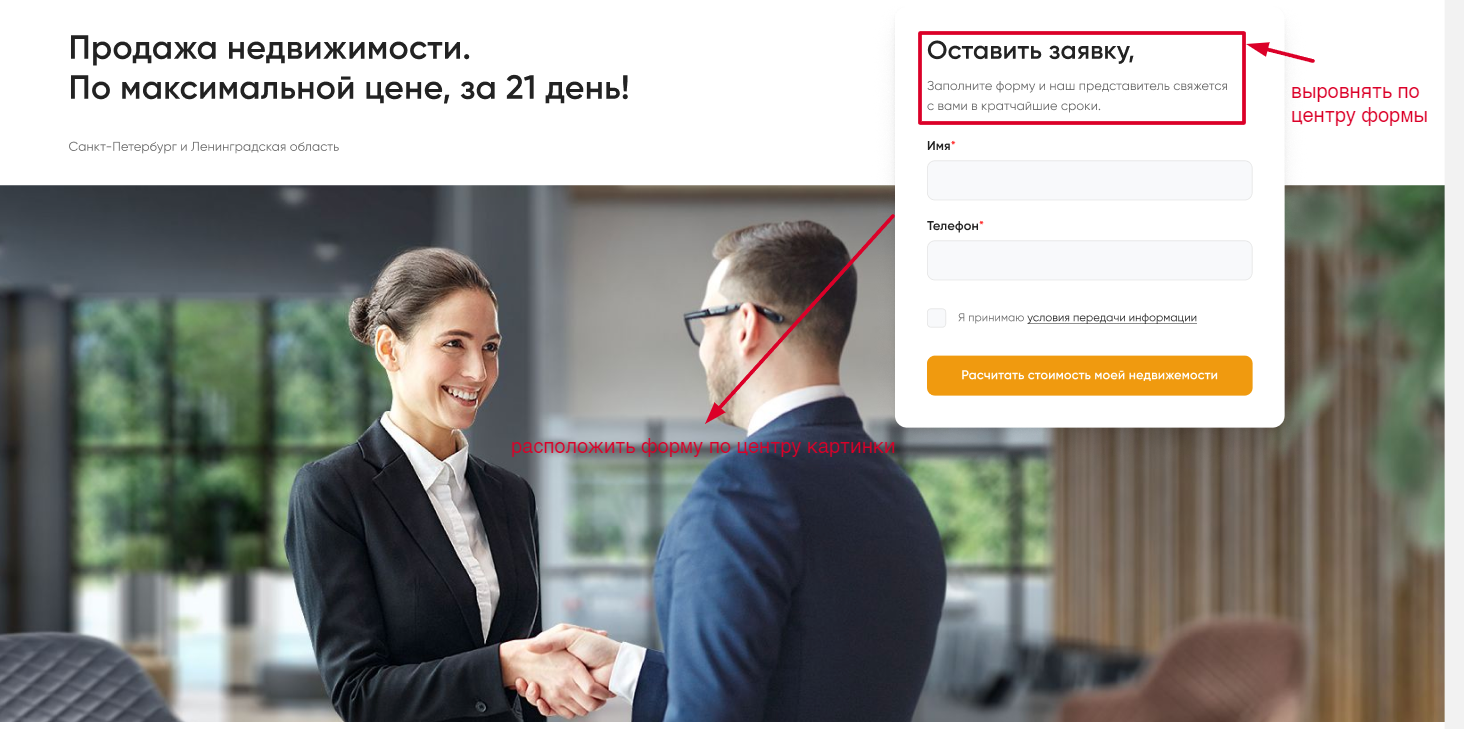 Продажа недвижимости.
По максимальной цене, за 21 день!
Санкт-Петербург и Ленинградская область
Оставить заявку,
Заполните форму и наш представитель свяжется
с вами в кратчайшие сроки.
Имя*
Телефон*
Я принимаю условия передачи информации
Расчитать стоимость моей недвижемости
выровнять по
центру формы
расположить форму по центру картинки